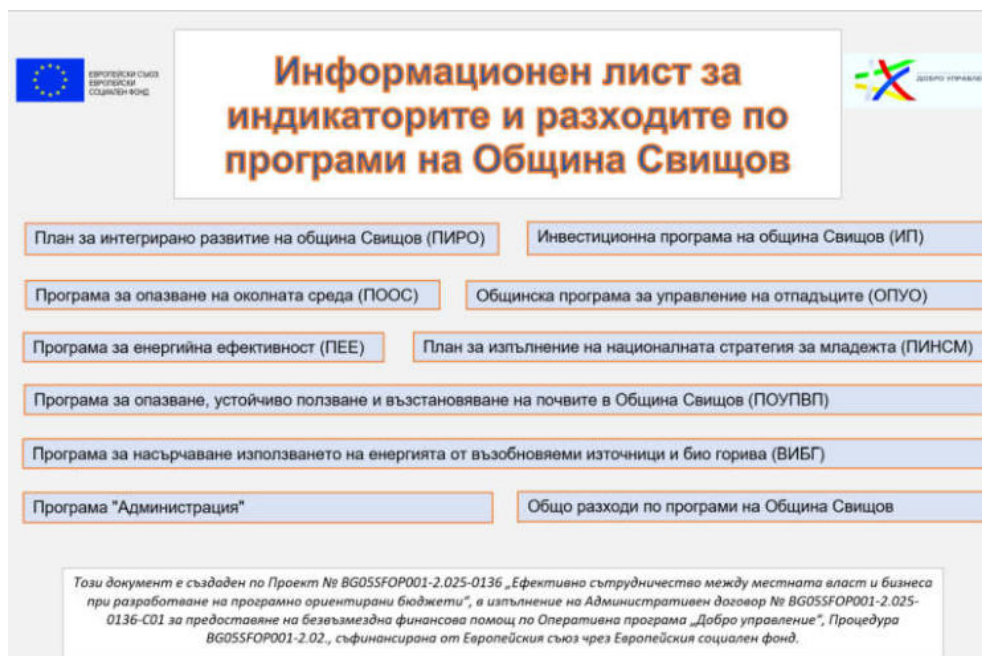 ЕВРОПЕЙСКИ СЪЮЗ
ЕВРОПЕЙСКИ
СОЦИАЛЕН ФОНД
Информационен лист за
индикаторите и разходите по
програми на Община Свищов
ДОБРО УПРАВЛЕ
План за интегрирано развитие на община Свищов (ПИРО)
Инвестиционна програма на община Свищов (ИП)
Програма за опазване на околната среда (ПООС)
Общинска програма за управление на отпадъците (ОПУО)
Програма за енергийна ефективност (ПЕЕ)
План за изпълнение на националната стратегия за младежта (ПИНСМ)
Програма за опазване, устойчиво ползване и възстановяване на почвите в Община Свищов (ПОУПВП)
Програма за насърчаване използването на енергията от възобновяеми източници и био горива (ВИБГ)
Програма "Администрация"
Общо разходи по програми на Община Свищов
Този документ е създаден по Проект № BG05SFOP001-2.025-0136 „Ефективно сътрудничество между местната власт и бизнеса
при разработване на програмно ориентирани бюджети“, в изпълнение на Административен договор № BG05SFOP001-2.025-
0136-C01 за предоставяне на безвъзмездна финансова помощ по Оперативна програма „Добро управление“, Процедура
BG05SFOP001-2.02., съфинансирана от Европейския съюз чрез Европейския социален фонд.